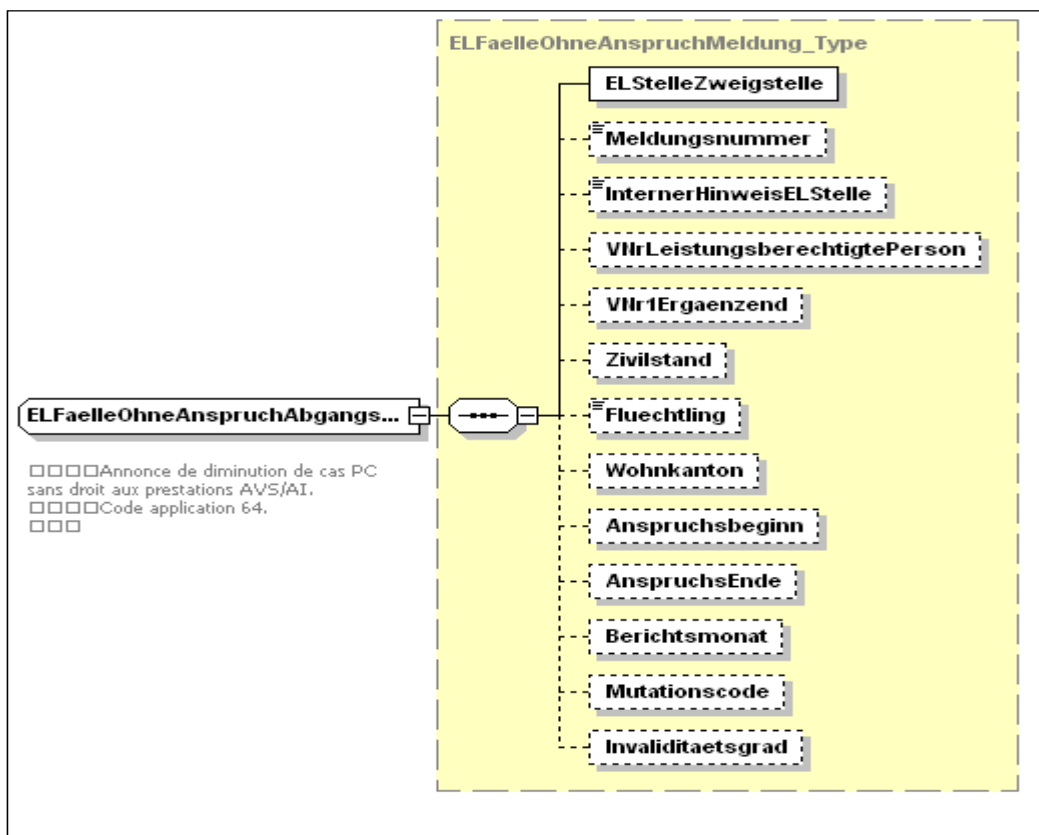 ELFaelleOhneAnspruchMeldung_Type
ELStelleZweigstelle
Meldungsnummer
InternerHinweisELStelle
VNrLeistungsberechtigtePerson
VNr1Ergaenzend
Zivilstand
ELFaelleOhneAnspruchAbgangs...
Fluechtling
□□□□Annonce de diminution de cas PC
sans droit aux prestations AVS/AI.
□□□□Code application 64.
□□□
Wohnkanton
Anspruchsbeginn
AnspruchsEnde
Berichtsmonat
Mutationscode
Invaliditaetsgrad